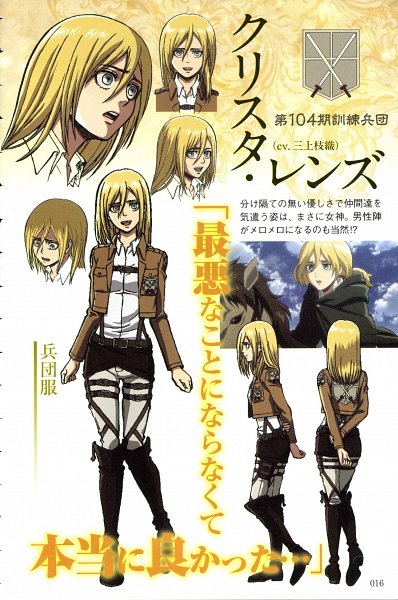 クリスタ・レンズ
第104期訓練兵団
(cv.三上枝織)
分け隔ての無い優しさで仲間達を
気遣う姿は、まさに女神。男性陣
がメロメロになるのも当然!?
「最悪なことにならなくて
本当に良かった…」
兵団服
016